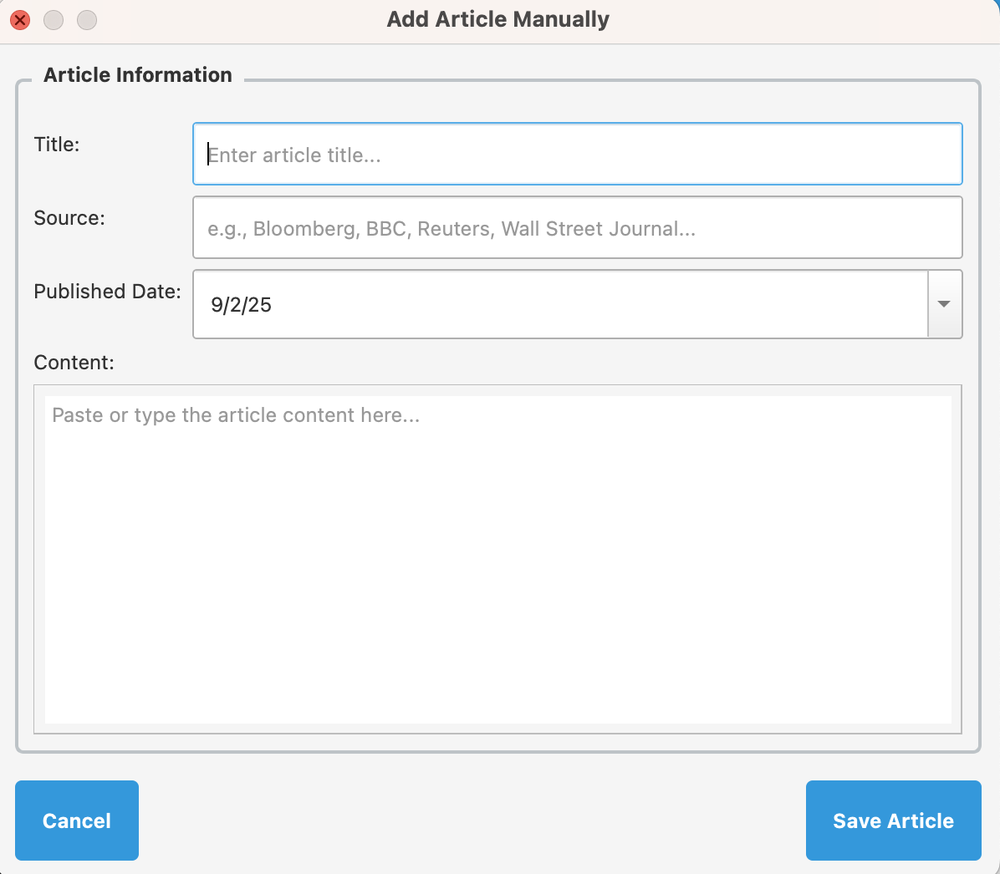 Add Article Manually
Article Information
Title:
Enter article title...
Source:
e.g., Bloomberg, BBC, Reuters, Wall Street Journal...
Published Date:
9/2/25
Content:
Paste or type the article content here...
Cancel
Save Article